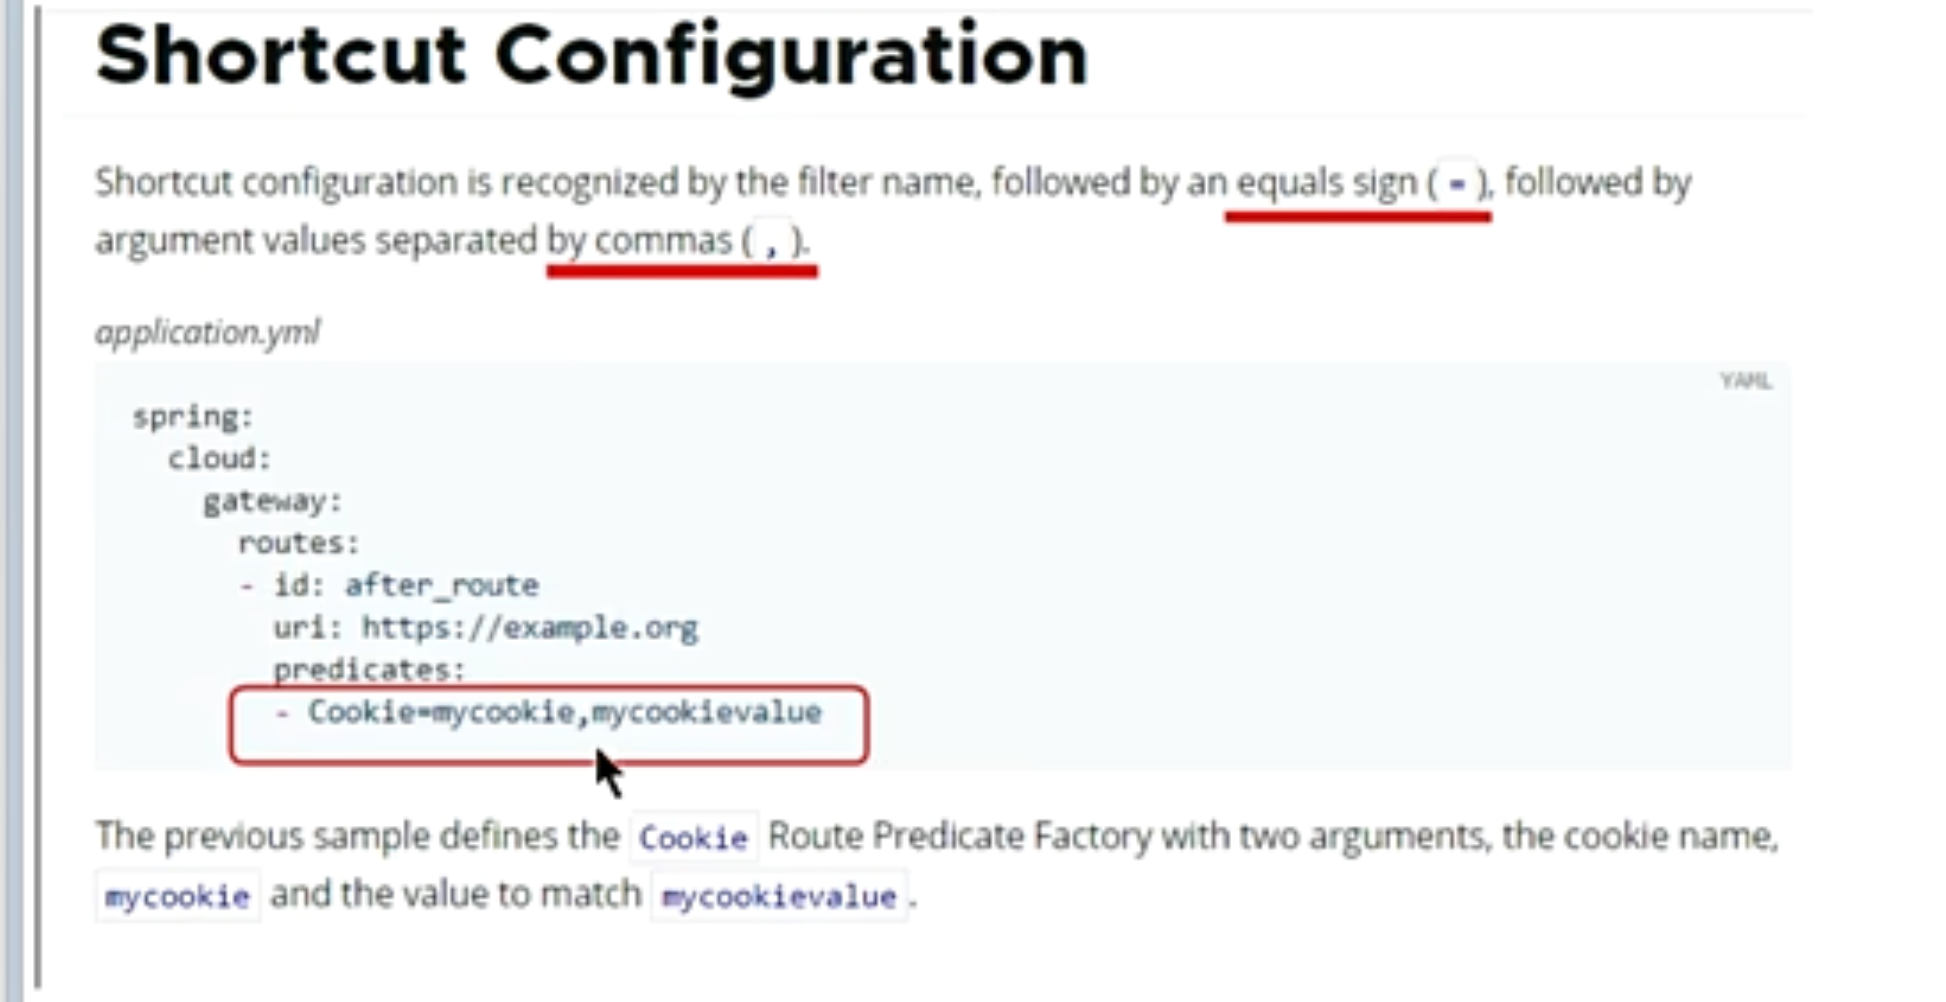 Shortcut Configuration
Shortcut configuration is recognized by the filter name, followed by an equals sign ( = ), followed by
argument values separated by commas ( , ).
application.yml
YAML
spring:
  cloud:
    gateway:
      routes:
      - id: after_route
        uri: https://example.org
        predicates:
        - Cookie=mycookie,mycookievalue
The previous sample defines the Cookie Route Predicate Factory with two arguments, the cookie name,
mycookie and the value to match mycookievalue.